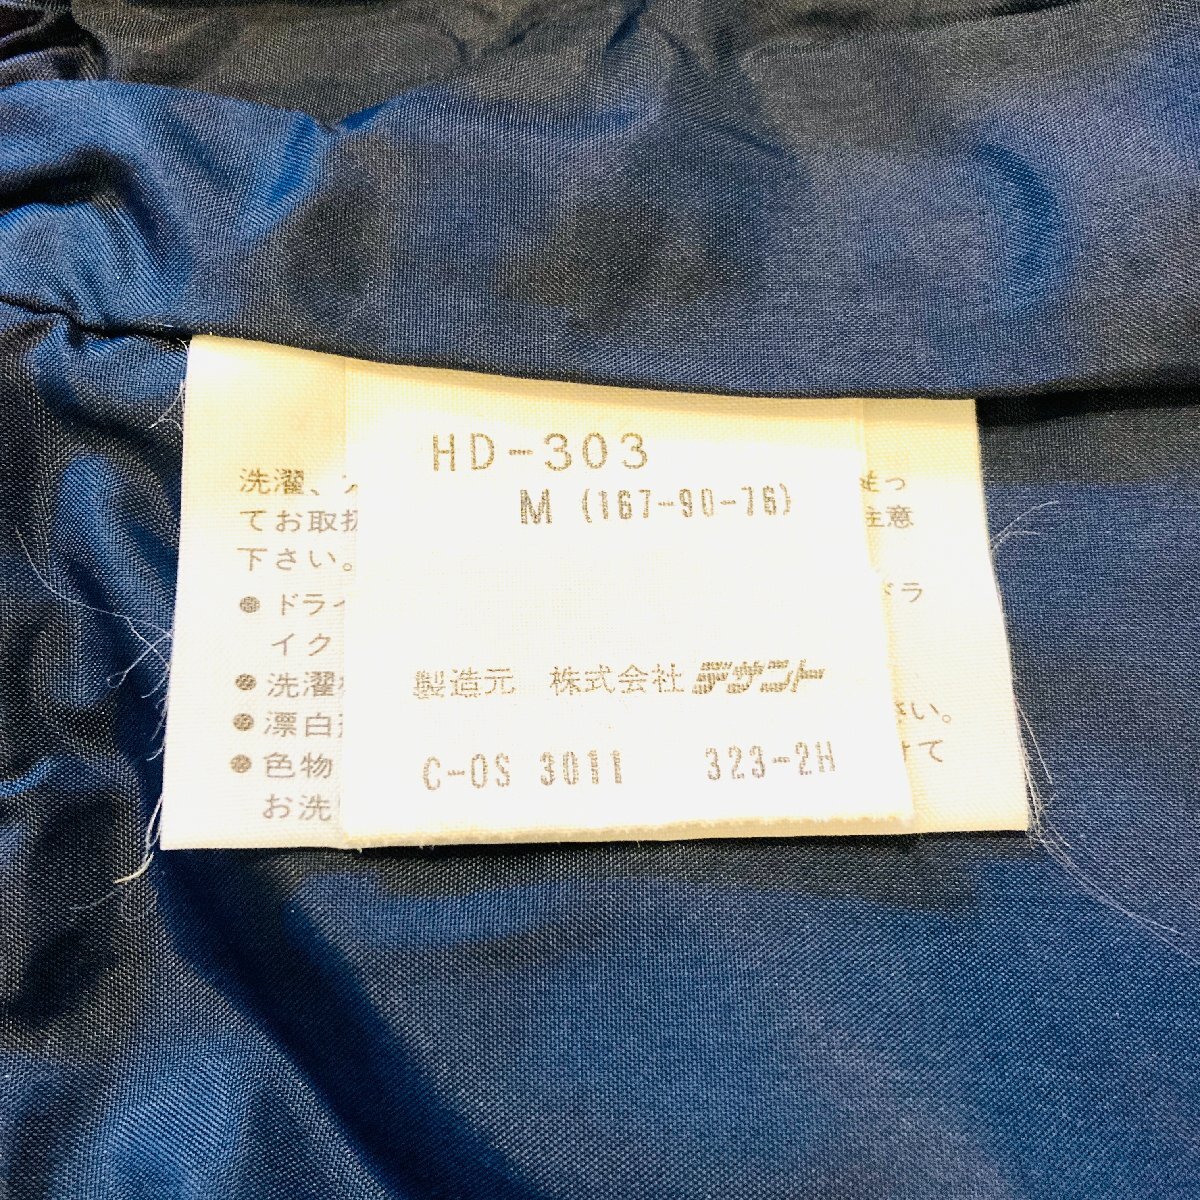 HD-303
M (167-90-76)
製造元 株式会社 デサント
C-OS 3011 323-2H
洗濯、
てお取扱 注意
下さい。
ドライ ドラ
イク
洗濯
漂白 さい。
色物 けて
お洗